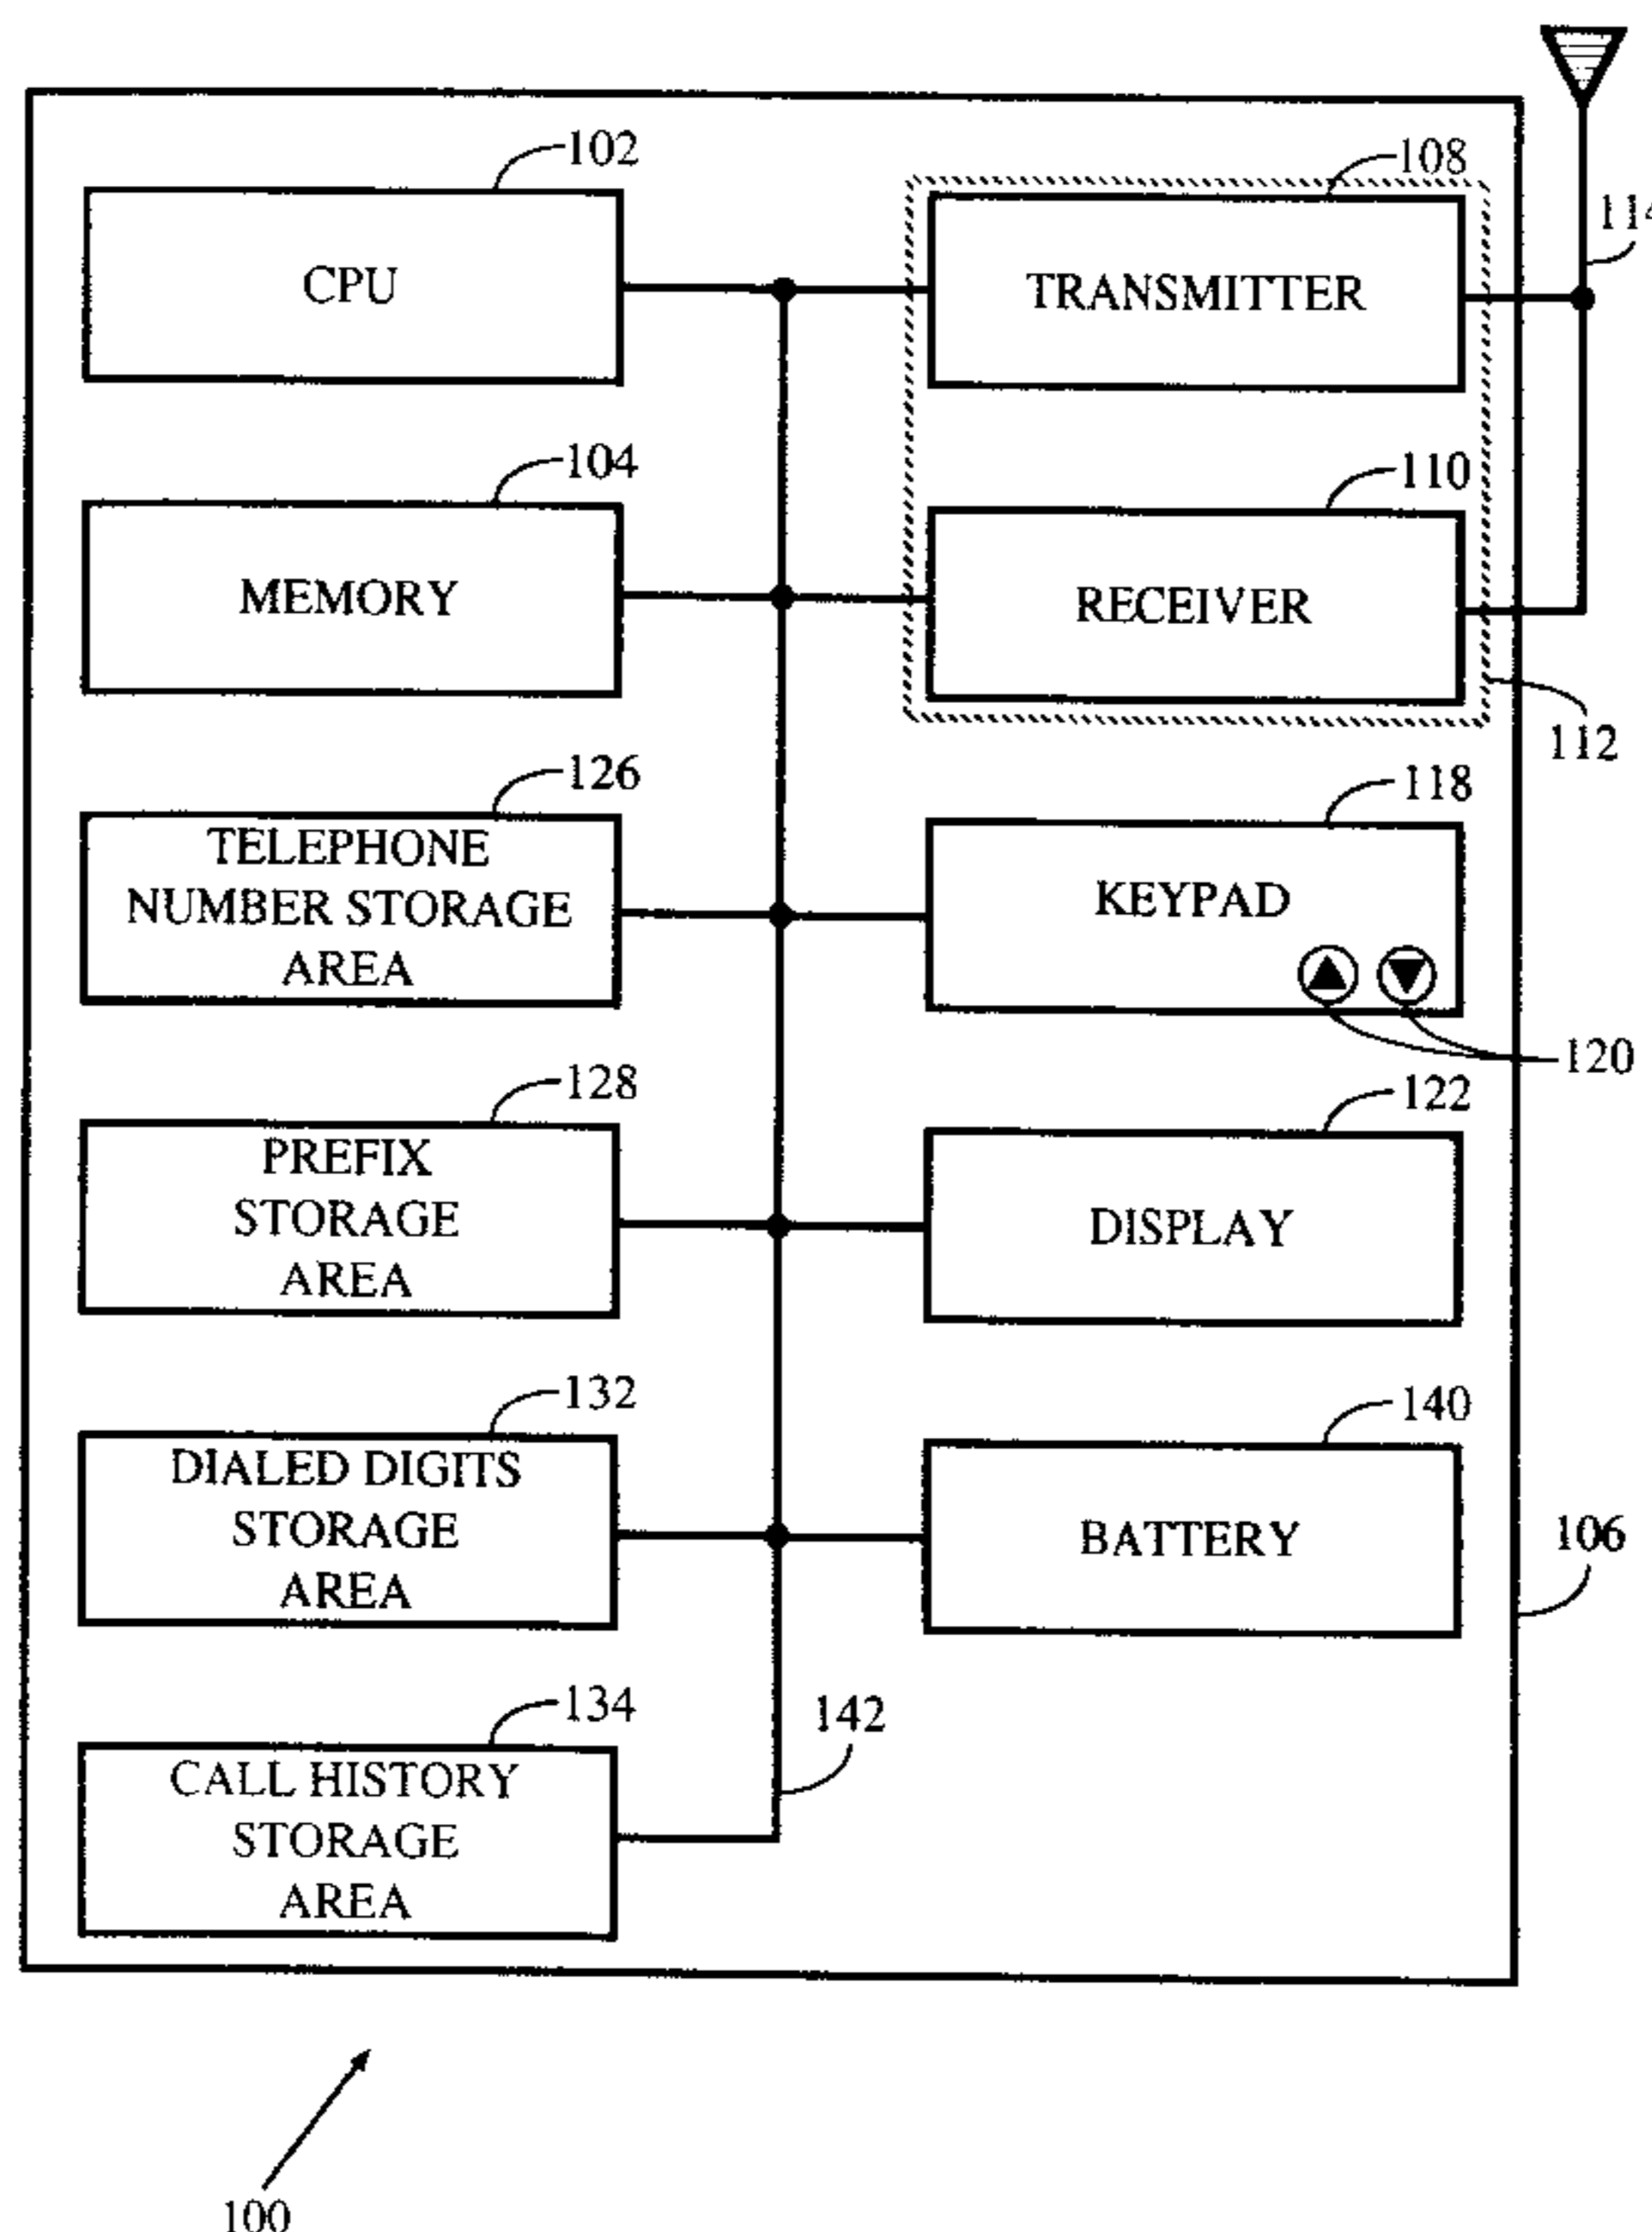 102
CPU
108
TRANSMITTER
104
MEMORY
110
RECEIVER
112
126
TELEPHONE
NUMBER STORAGE
AREA
118
KEYPAD
120
128
PREFIX
STORAGE
AREA
122
DISPLAY
132
DIALED DIGITS
STORAGE
AREA
140
BATTERY
106
134
CALL HISTORY
STORAGE
AREA
142
100